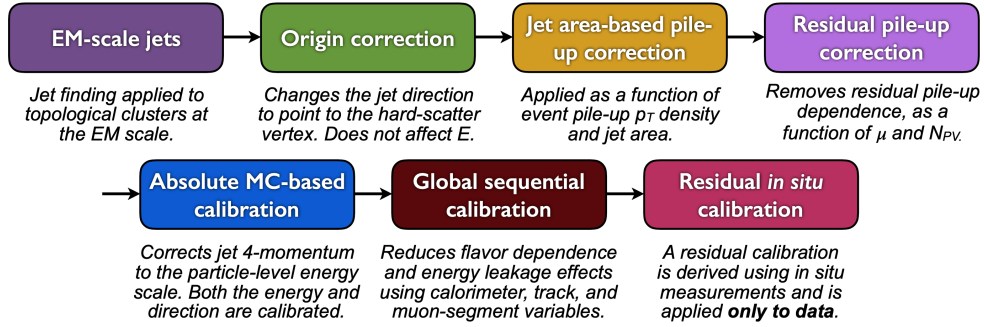 EM-scale jets
Origin correction
Jet area-based pile-
up correction
Residual pile-up
correction
Jet finding applied to
topological clusters at
the EM scale.
Changes the jet direction
to point to the hard-scatter
vertex. Does not affect E.
Applied as a function of
event pile-up pT density
and jet area.
Removes residual pile-up
dependence, as a
function of μ and NPV.
Absolute MC-based
calibration
Global sequential
calibration
Residual in situ
calibration
Corrects jet 4-momentum
to the particle-level energy
scale. Both the energy and
direction are calibrated.
Reduces flavor dependence
and energy leakage effects
using calorimeter, track, and
muon-segment variables.
A residual calibration
is derived using in situ
measurements and is
applied only to data.